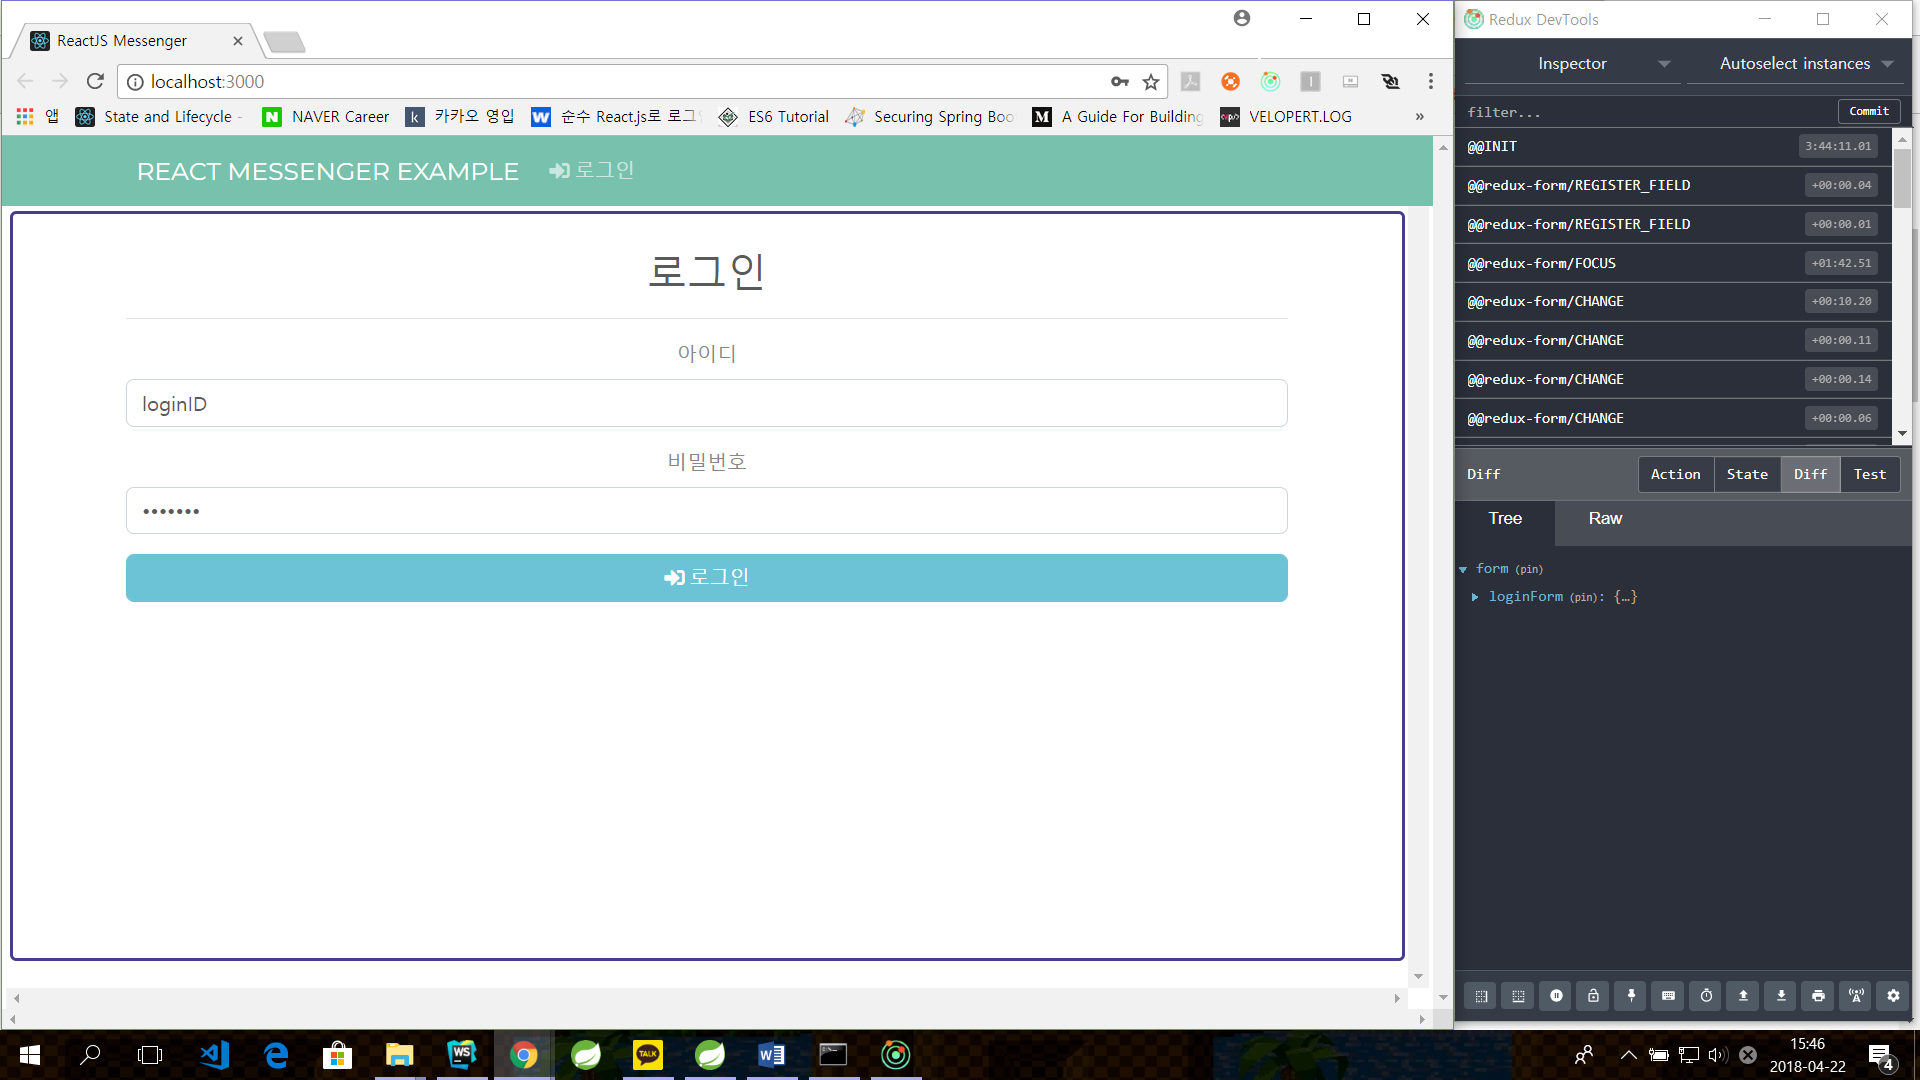 ReactJS Messenger
localhost:3000
앱
State and Lifecycle -
NAVER Career
카카오 영입
순수 React.js로 로그
ES6 Tutorial
Securing Spring Boo
A Guide For Building
VELOPERT.LOG
»
REACT MESSENGER EXAMPLE
로그인
로그인
아이디
loginID
비밀번호
•••••••
로그인
Redux DevTools
Inspector
Autoselect instances
filter...
Commit
@@INIT 3:44:11.01
@@redux-form/REGISTER_FIELD +00:00.04
@@redux-form/REGISTER_FIELD +00:00.01
@@redux-form/FOCUS +01:42.51
@@redux-form/CHANGE +00:10.20
@@redux-form/CHANGE +00:00.11
@@redux-form/CHANGE +00:00.14
@@redux-form/CHANGE +00:00.06
Diff
Action State Diff Test
Tree Raw
form (pin)
loginForm (pin): {…}
WS
TALK
15:46
2018-04-22
4